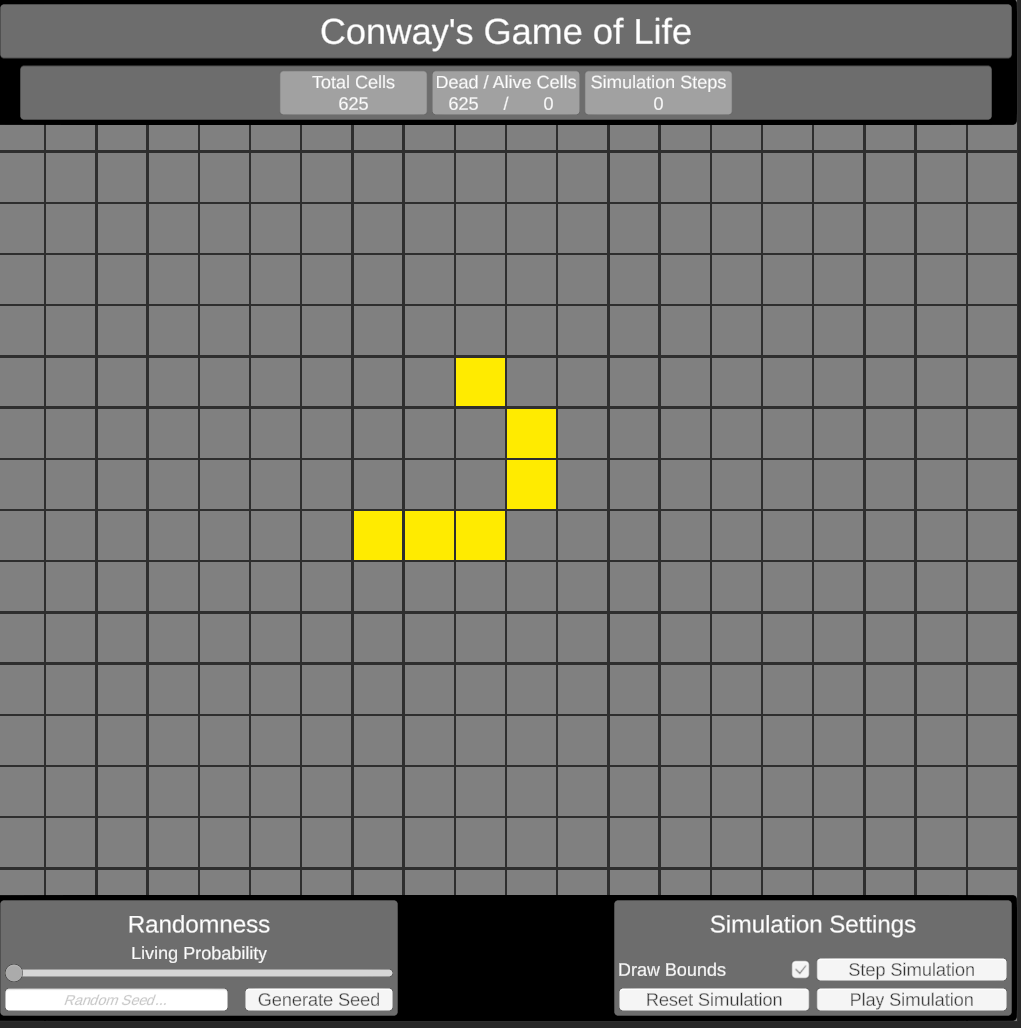 Conway's Game of Life
Total Cells
625
Dead / Alive Cells
625 / 0
Simulation Steps
0
Randomness
Living Probability
Random Seed...
Generate Seed
Simulation Settings
Draw Bounds
Step Simulation
Reset Simulation
Play Simulation